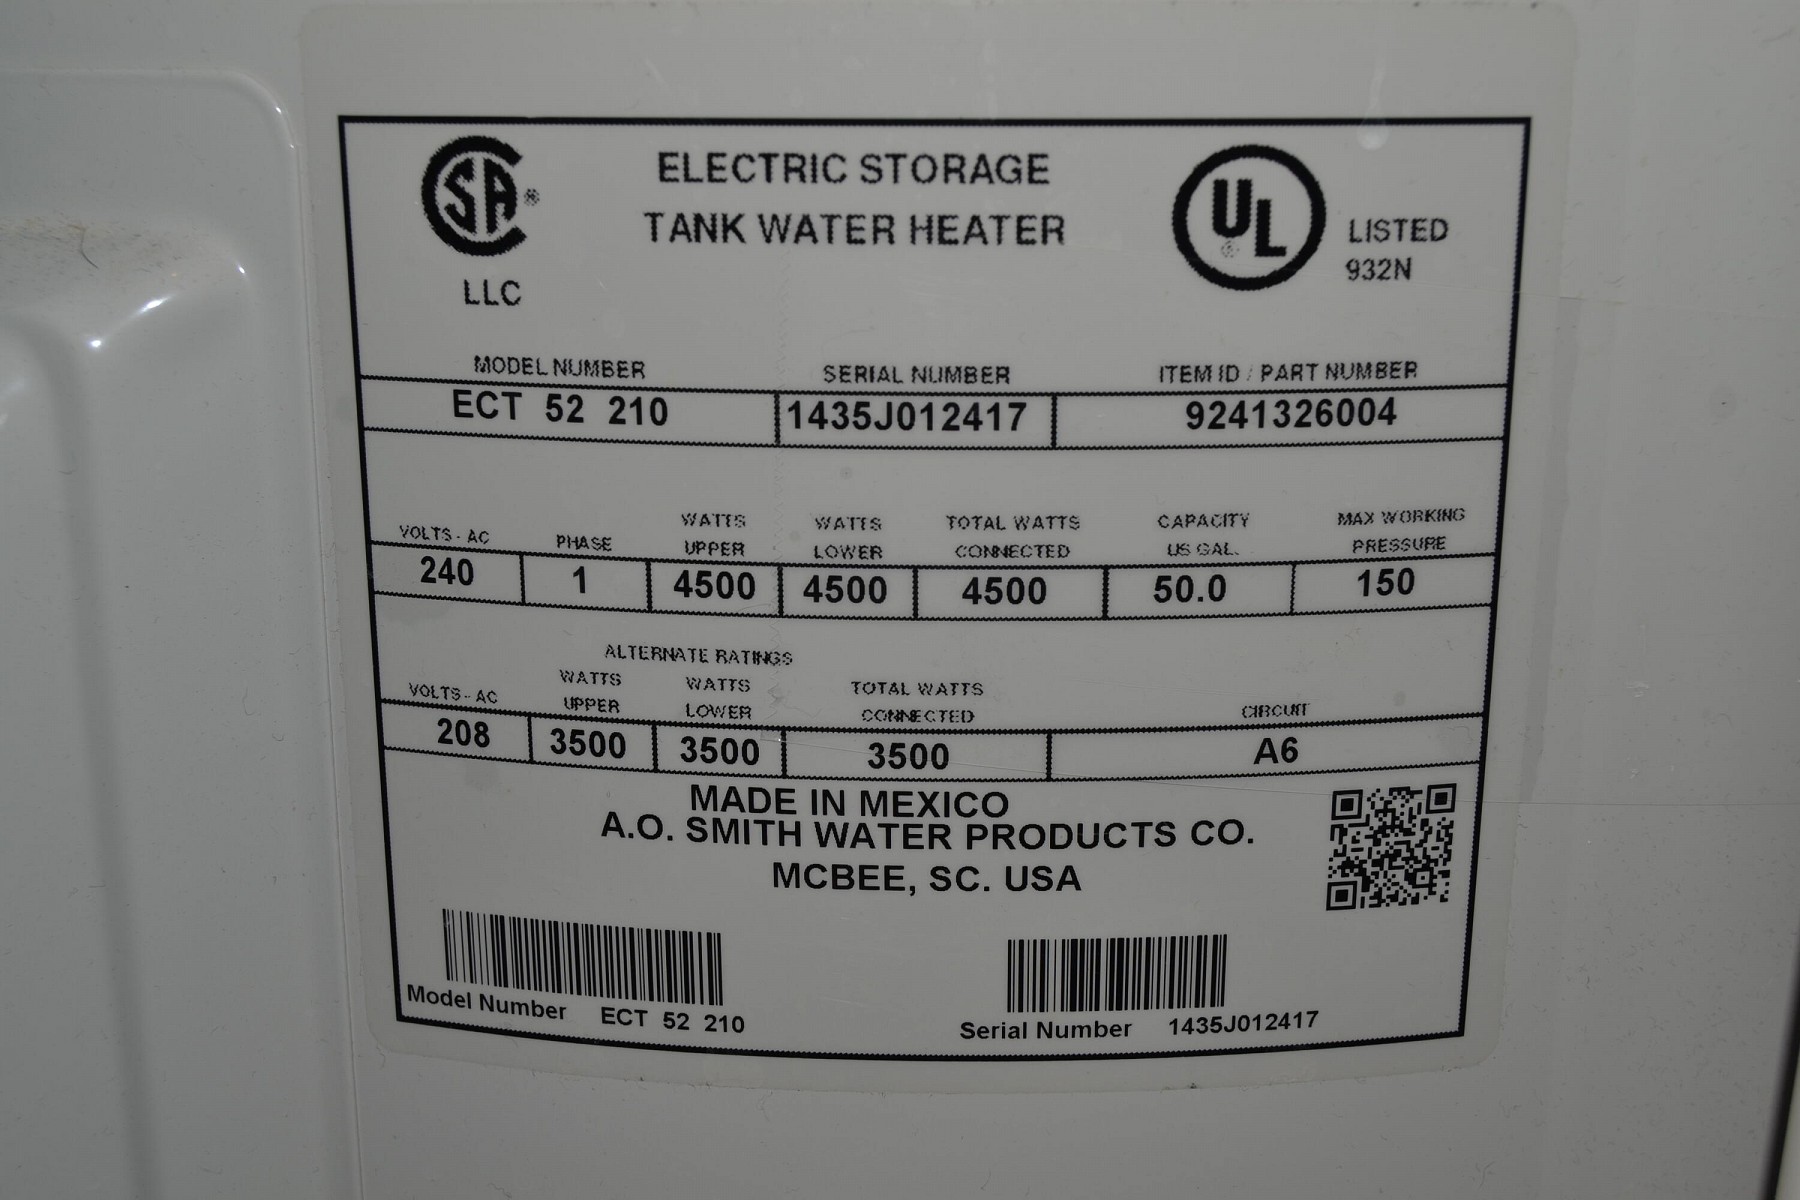 SA®
LLC
ELECTRIC STORAGE
TANK WATER HEATER
UL ®
LISTED
932N
MODEL NUMBER SERIAL NUMBER ITEM ID / PART NUMBER
ECT 52 210 1435J012417 9241326004
VOLTS - AC PHASE WATTS UPPER WATTS LOWER TOTAL WATTS CONNECTED CAPACITY US GAL. MAX WORKING PRESSURE
240 1 4500 4500 4500 50.0 150
ALTERNATE RATINGS
VOLTS - AC WATTS UPPER WATTS LOWER TOTAL WATTS CONNECTED CIRCUIT
208 3500 3500 3500 A6
MADE IN MEXICO
A.O. SMITH WATER PRODUCTS CO.
MCBEE, SC. USA
Model Number ECT 52 210
Serial Number 1435J012417